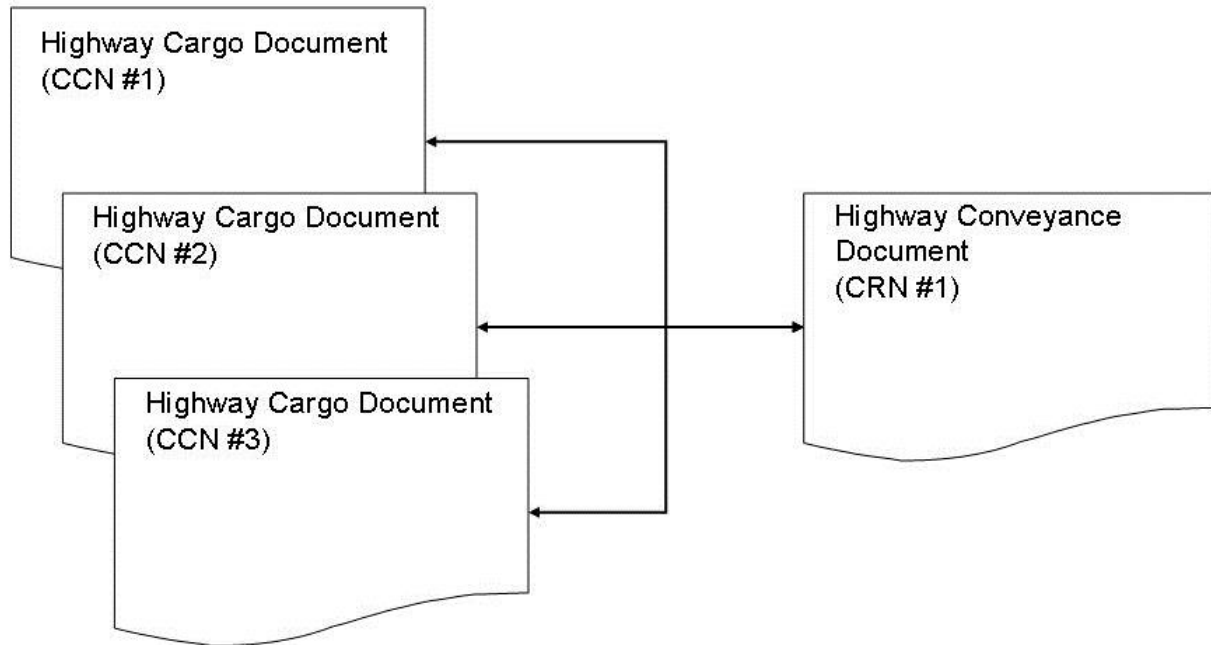 Highway Cargo Document
(CCN #1)
Highway Cargo Document
(CCN #2)
Highway Cargo Document
(CCN #3)
Highway Conveyance
Document
(CRN #1)